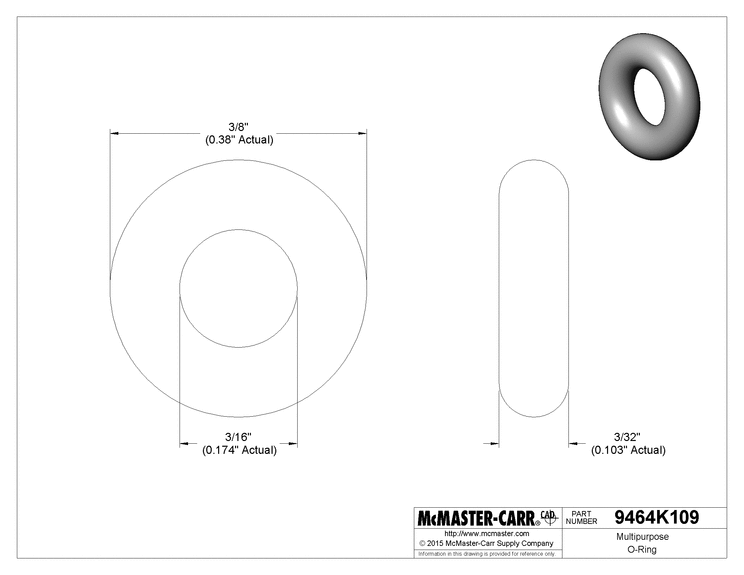 3/8"
(0.38" Actual)
3/16"
(0.174" Actual)
3/32"
(0.103" Actual)
McMASTER-CARR® CAD
http://www.mcmaster.com
© 2015 McMaster-Carr Supply Company
Information in this drawing is provided for reference only.
PART
NUMBER
9464K109
Multipurpose
O-Ring